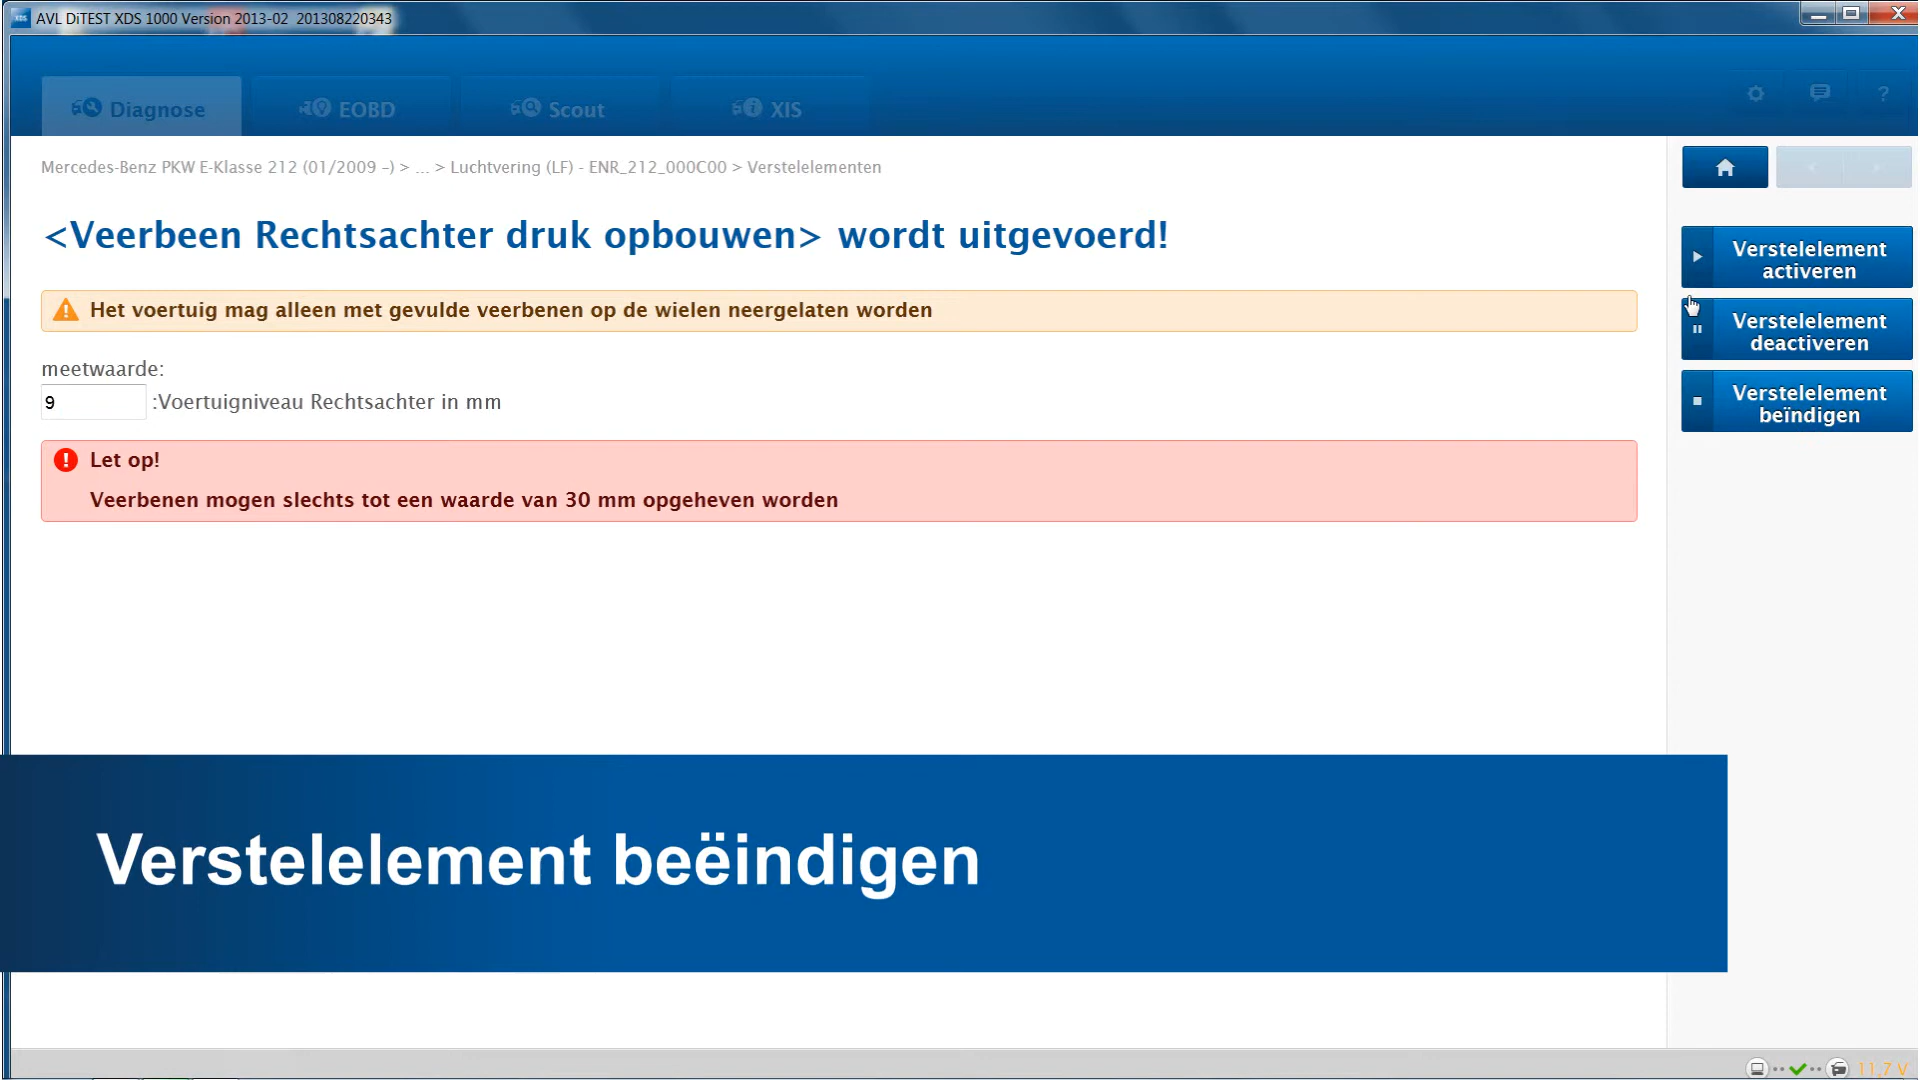 AVL DiTEST XDS 1000 Version 2013-02 201308220343
Diagnose
EOBD
Scout
XIS
?
Mercedes-Benz PKW E-Klasse 212 (01/2009 -) > ... > Luchtvering (LF) - ENR_212_000C00 > Verstelelementen
<Veerbeen Rechtsachter druk opbouwen> wordt uitgevoerd!
Het voertuig mag alleen met gevulde veerbenen op de wielen neergelaten worden
meetwaarde:
9 :Voertuigniveau Rechtsachter in mm
Let op!
Veerbenen mogen slechts tot een waarde van 30 mm opgeheven worden
Verstelelement
activeren
Verstelelement
deactiveren
Verstelelement
beïndigen
Verstelelement beëindigen
11,7 V